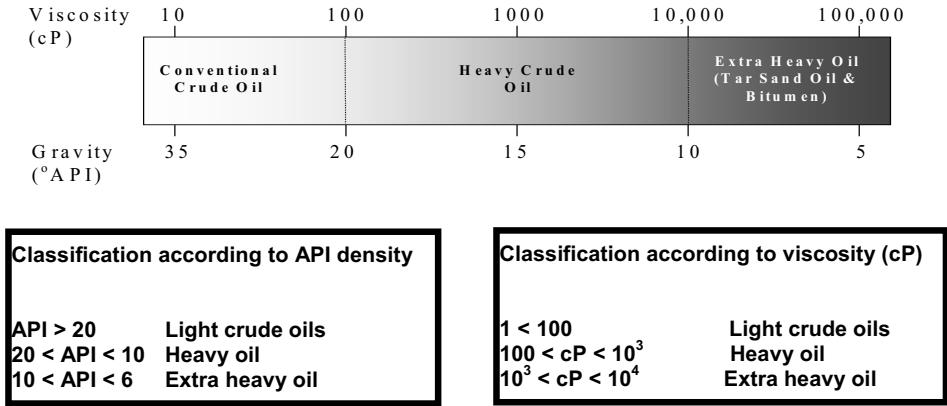 Viscosity (cP) 10 100 1000 10,000 100,000
Conventional Crude Oil
Heavy Crude Oil
Extra Heavy Oil (Tar Sand Oil & Bitumen)
Gravity (°API) 35 20 15 10 5
Classification according to API density
API > 20 Light crude oils
20 < API < 10 Heavy oil
10 < API < 6 Extra heavy oil
Classification according to viscosity (cP)
1 < 100 Light crude oils
100 < cP < 10³ Heavy oil
10³ < cP < 10⁴ Extra heavy oil